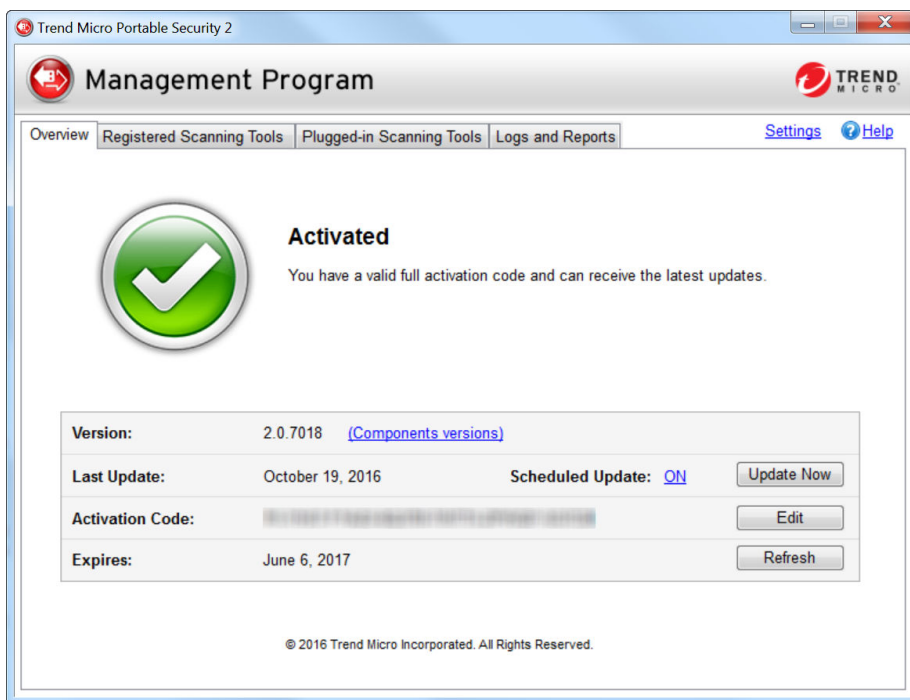 Trend Micro Portable Security 2
Management Program
TREND
MICRO
Overview Registered Scanning Tools Plugged-in Scanning Tools Logs and Reports Settings Help
Activated
You have a valid full activation code and can receive the latest updates.
Version: 2.0.7018 (Components versions)
Last Update: October 19, 2016 Scheduled Update: ON Update Now
Activation Code: Edit
Expires: June 6, 2017 Refresh
© 2016 Trend Micro Incorporated. All Rights Reserved.